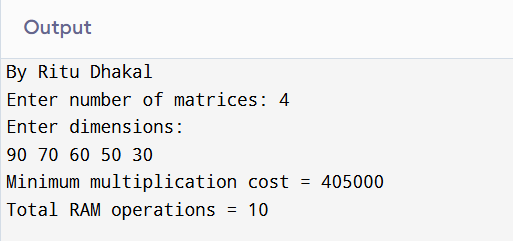 Output
By Ritu Dhakal
Enter number of matrices: 4
Enter dimensions:
90 70 60 50 30
Minimum multiplication cost = 405000
Total RAM operations = 10